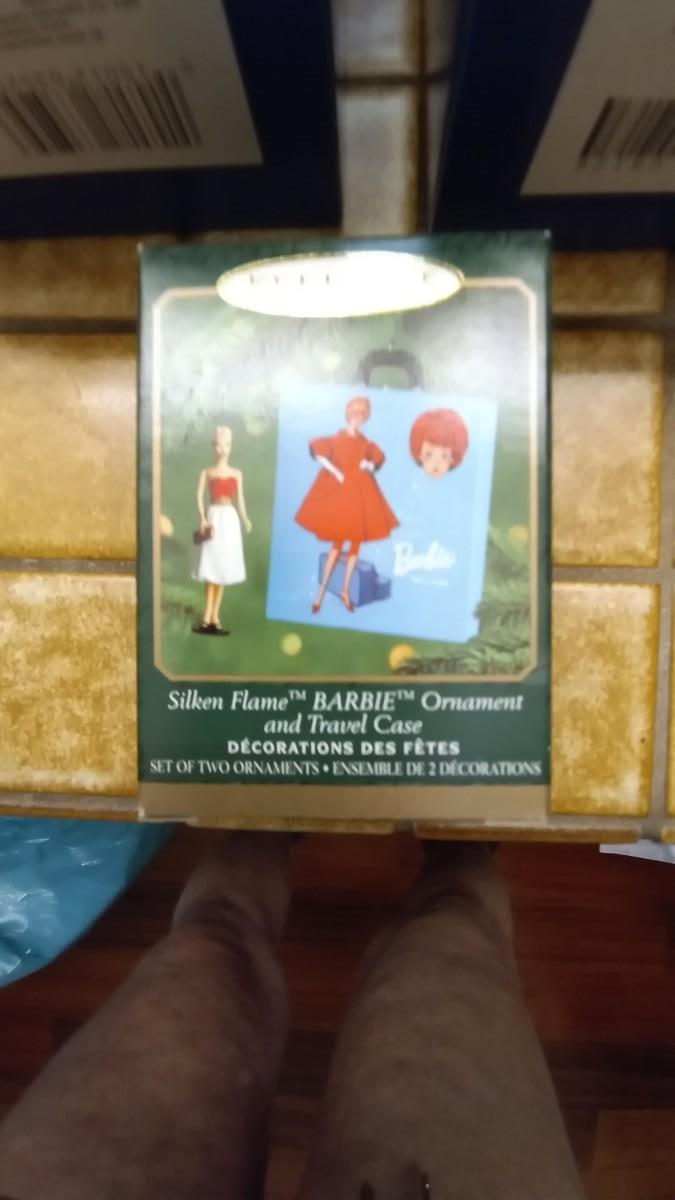 Barbie
Silken Flame™ BARBIE™ Ornament
and Travel Case
DÉCORATIONS DES FÊTES
SET OF TWO ORNAMENTS • ENSEMBLE DE 2 DÉCORATIONS